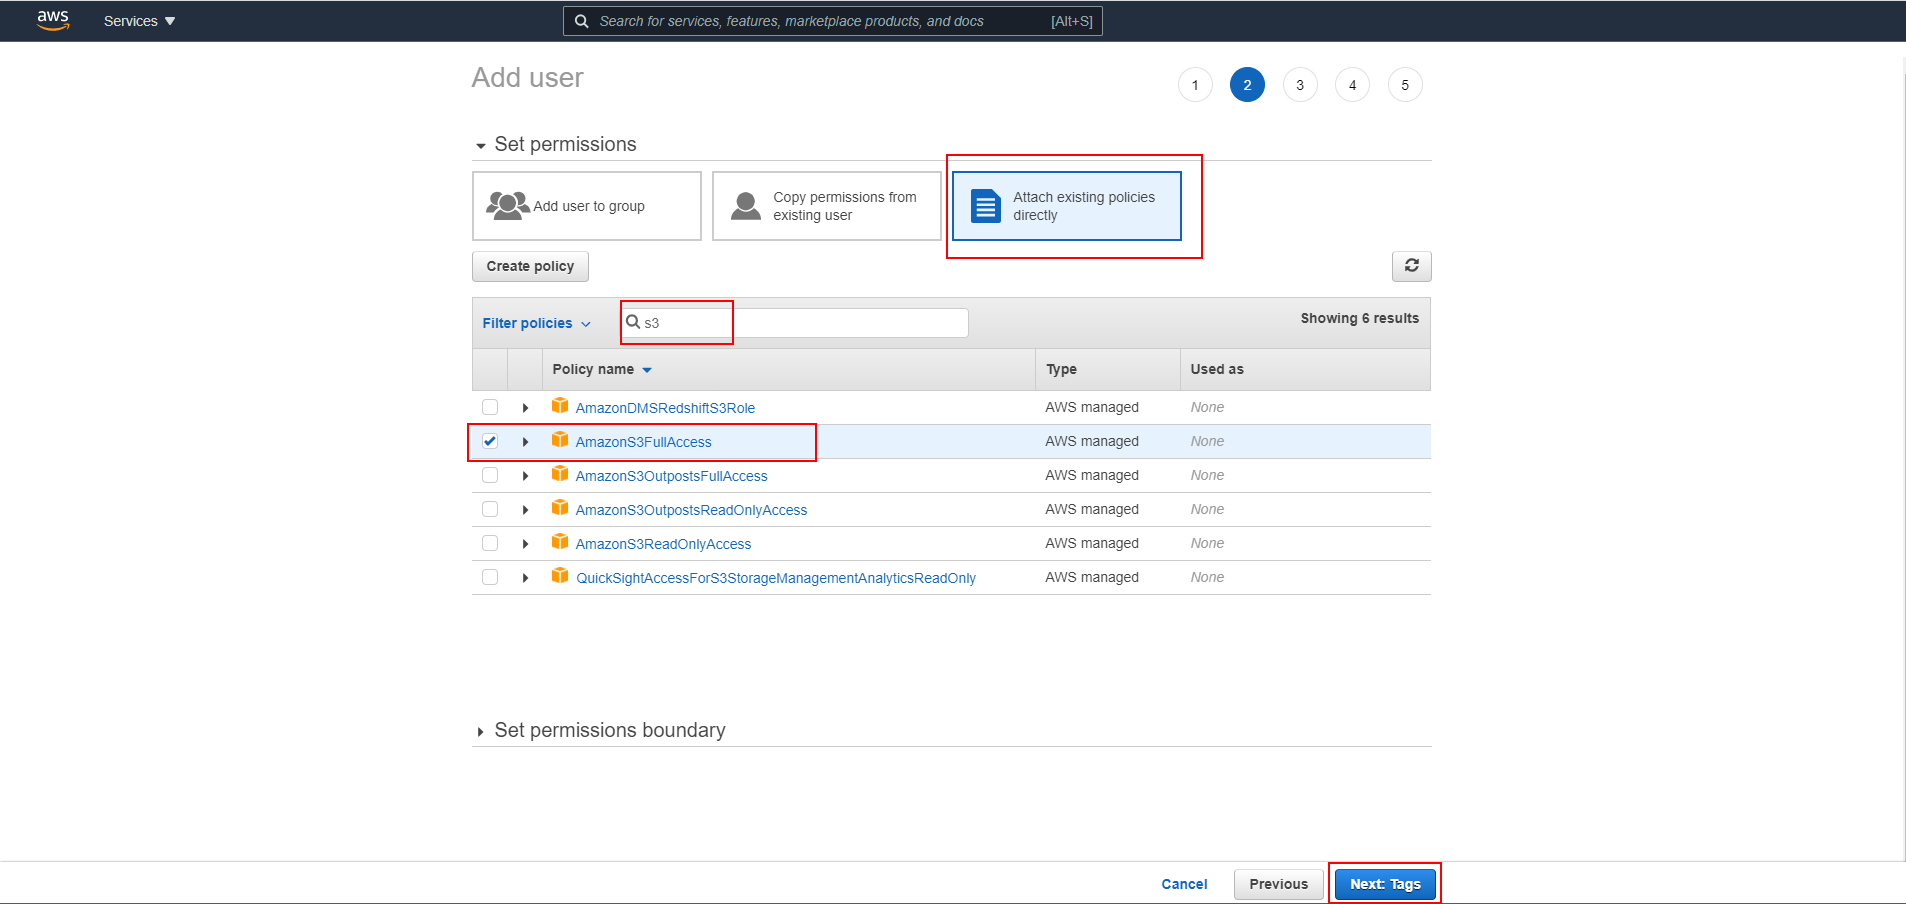 aws Services Search for services, features, marketplace products, and docs [Alt+S]
Add user 1 2 3 4 5
Set permissions
Add user to group
Copy permissions from
existing user
Attach existing policies
directly
Create policy
Filter policies s3 Showing 6 results
Policy name Type Used as
AmazonDMSRedshiftS3Role AWS managed None
AmazonS3FullAccess AWS managed None
AmazonS3OutpostsFullAccess AWS managed None
AmazonS3OutpostsReadOnlyAccess AWS managed None
AmazonS3ReadOnlyAccess AWS managed None
QuickSightAccessForS3StorageManagementAnalyticsReadOnly AWS managed None
Set permissions boundary
Cancel Previous Next: Tags